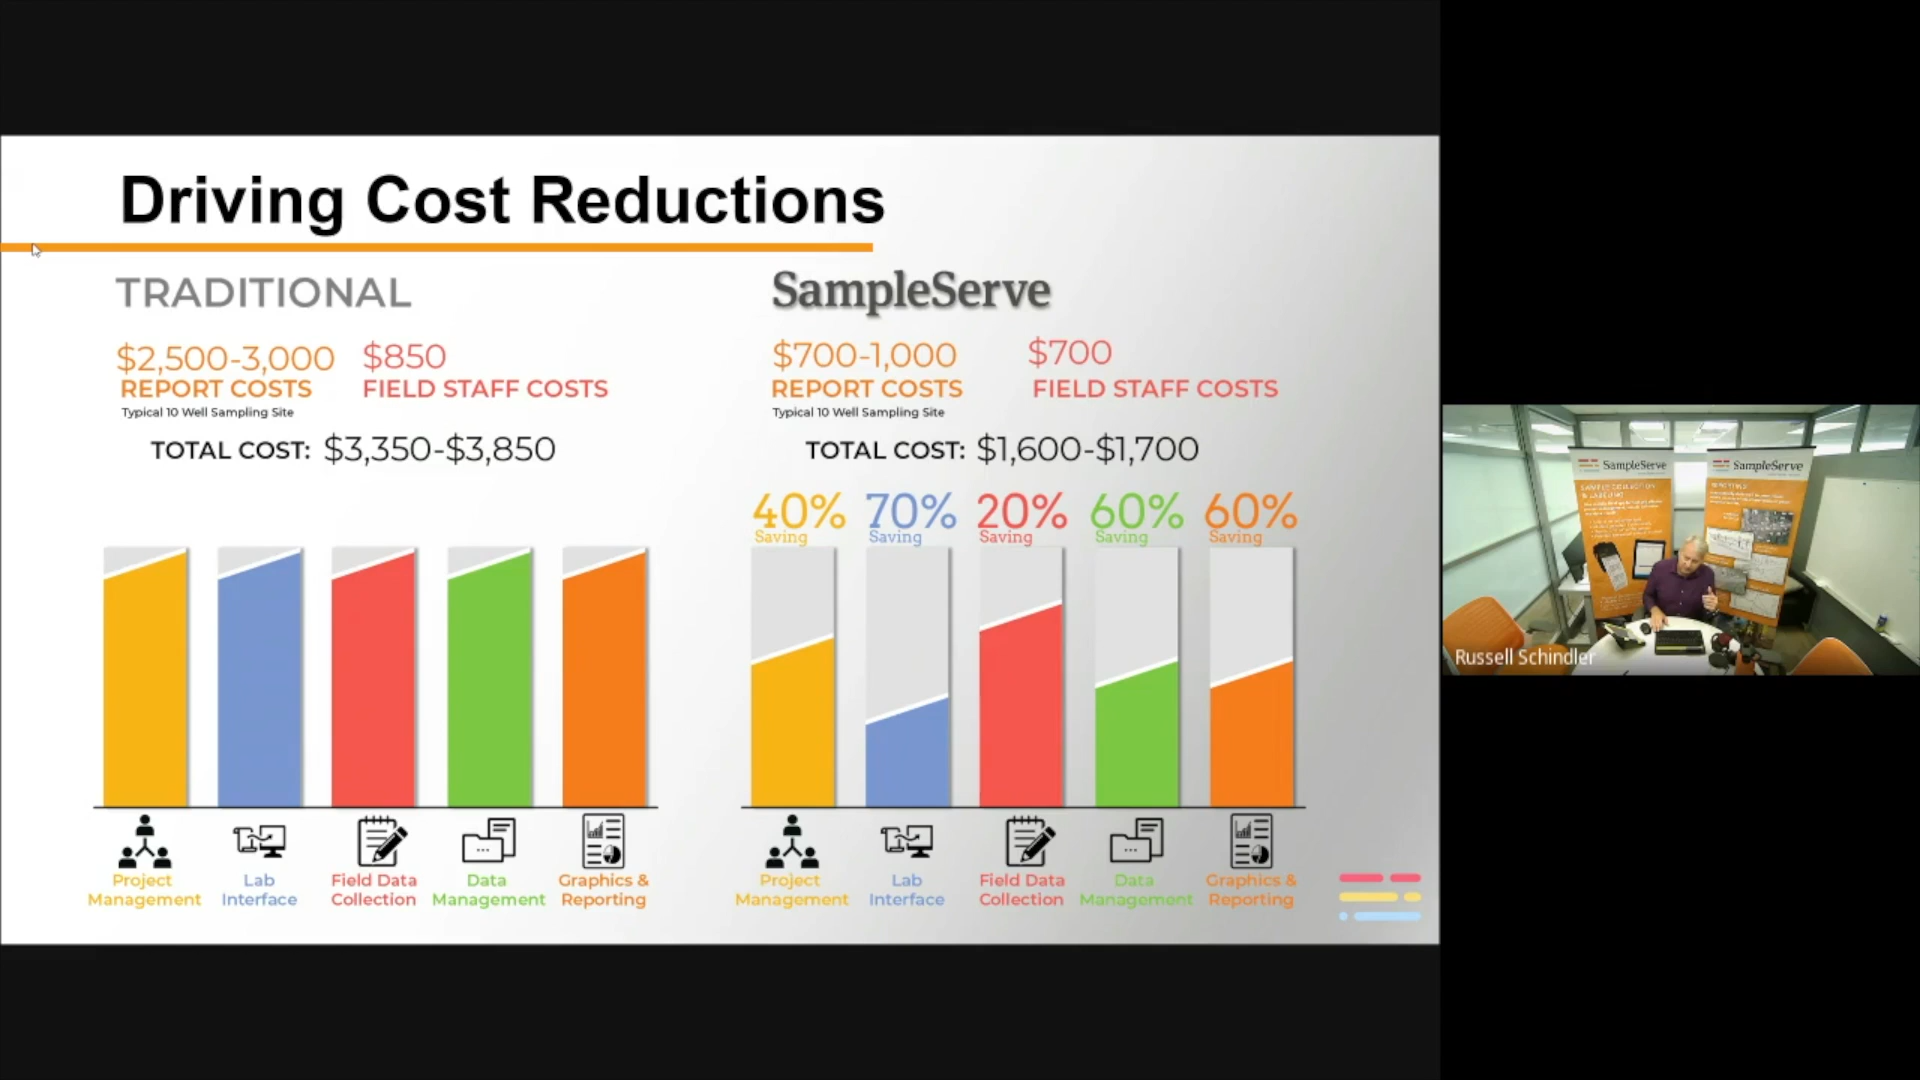 Driving Cost Reductions
TRADITIONAL
$2,500-3,000
REPORT COSTS
Typical 10 Well Sampling Site
$850
FIELD STAFF COSTS
TOTAL COST: $3,350-$3,850
Project
Management
Lab
Interface
Field Data
Collection
Data
Management
Graphics &
Reporting
SampleServe
$700-1,000
REPORT COSTS
Typical 10 Well Sampling Site
$700
FIELD STAFF COSTS
TOTAL COST: $1,600-$1,700
40%
Saving
70%
Saving
20%
Saving
60%
Saving
60%
Saving
Project
Management
Lab
Interface
Field Data
Collection
Data
Management
Graphics &
Reporting
SampleServe
SampleServe
Russell Schindler